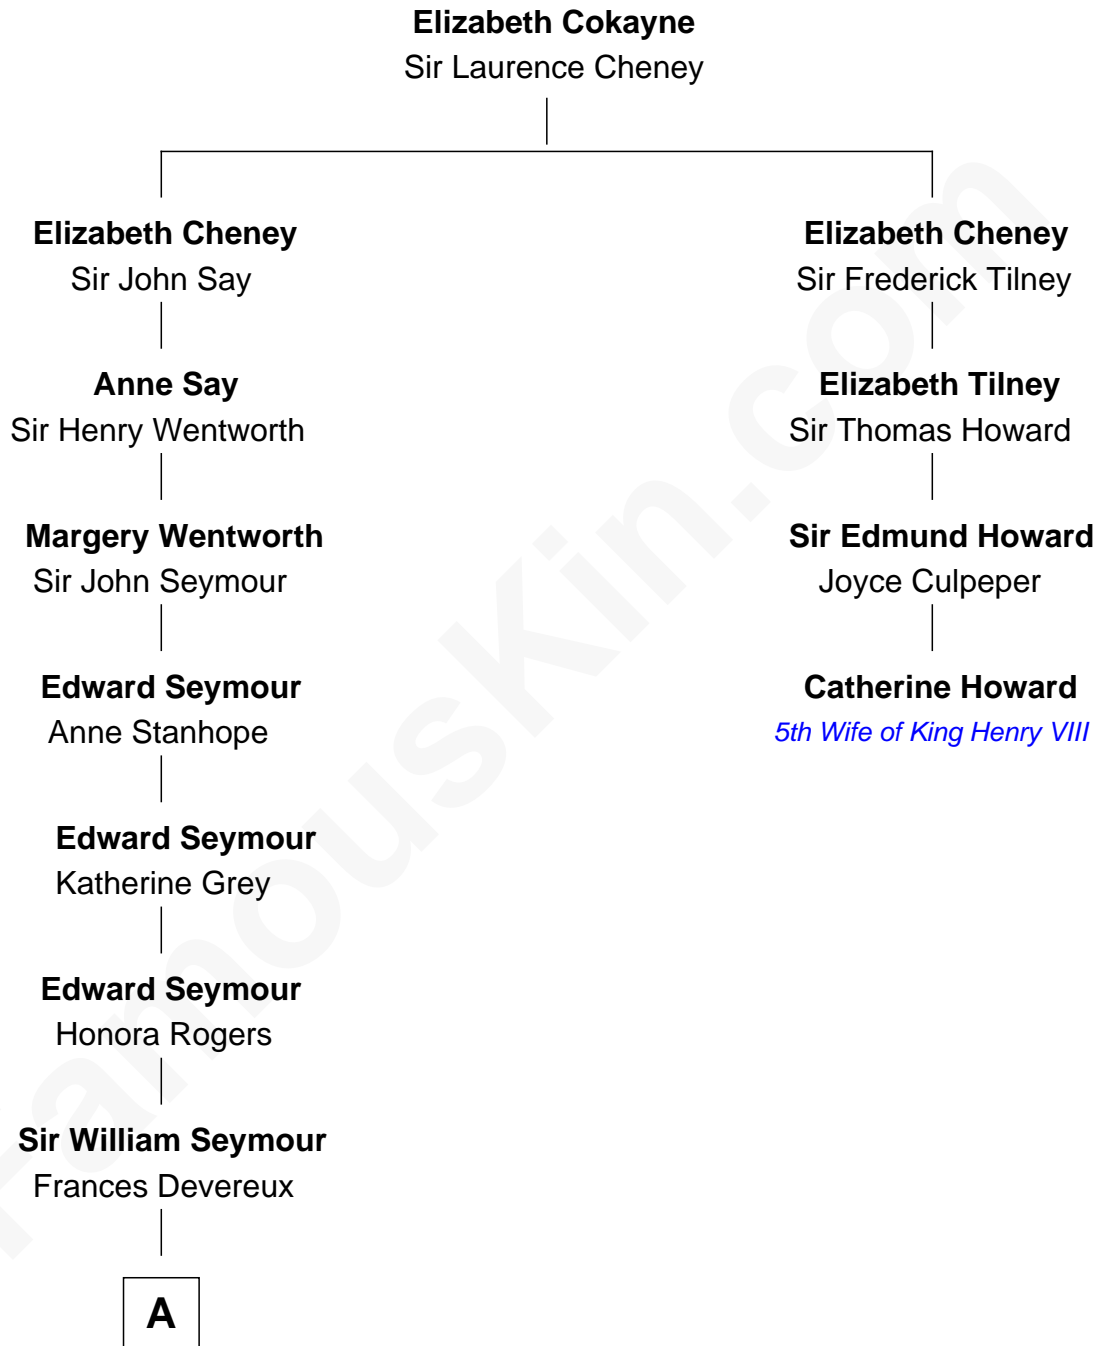 Elizabeth Cokayne
Sir Laurence Cheney
Elizabeth Cheney
Sir John Say
Anne Say
Sir Henry Wentworth
Margery Wentworth
Sir John Seymour
Edward Seymour
Anne Stanhope
Edward Seymour
Katherine Grey
Edward Seymour
Honora Rogers
Sir William Seymour
Frances Devereux
A
Elizabeth Cheney
Sir Frederick Tilney
Elizabeth Tilney
Sir Thomas Howard
Sir Edmund Howard
Joyce Culpeper
Catherine Howard
5th Wife of King Henry VIII
FamousKin.com